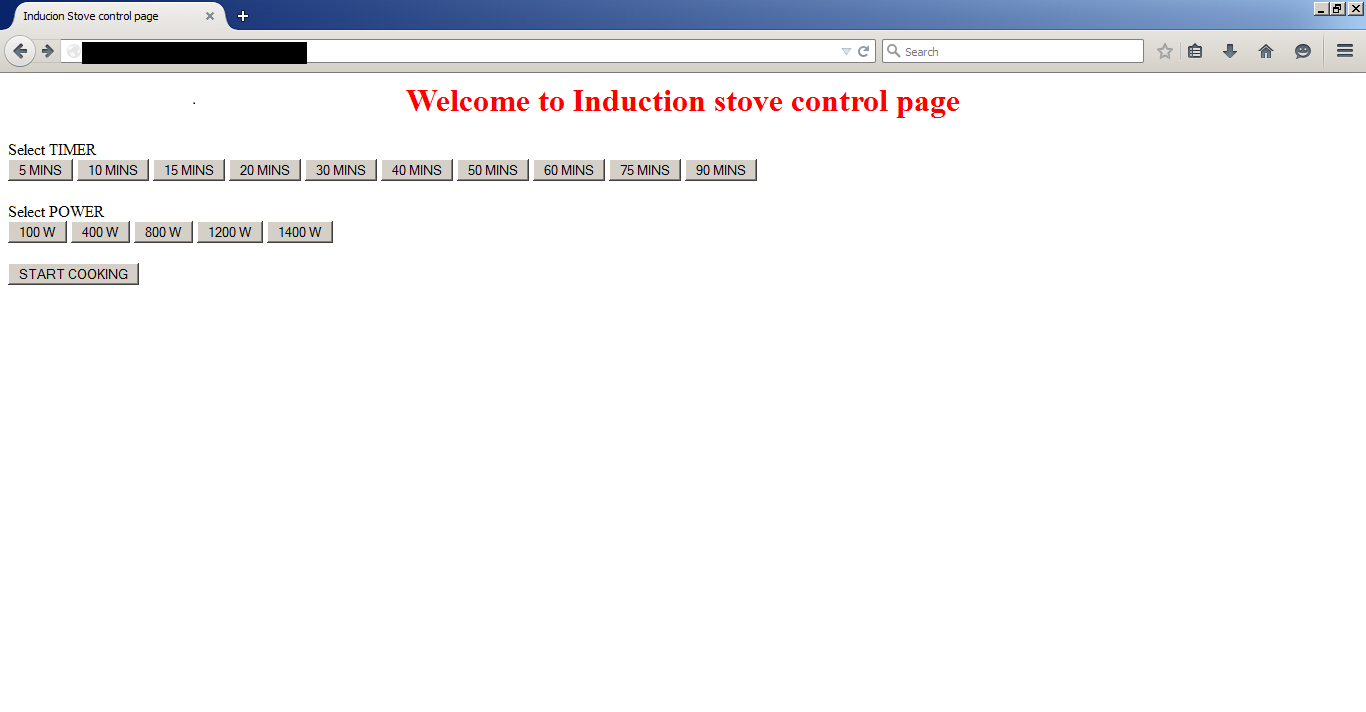 Inducion Stove control page
Search
Welcome to Induction stove control page
Select TIMER
5 MINS 10 MINS 15 MINS 20 MINS 30 MINS 40 MINS 50 MINS 60 MINS 75 MINS 90 MINS
Select POWER
100 W 400 W 800 W 1200 W 1400 W
START COOKING